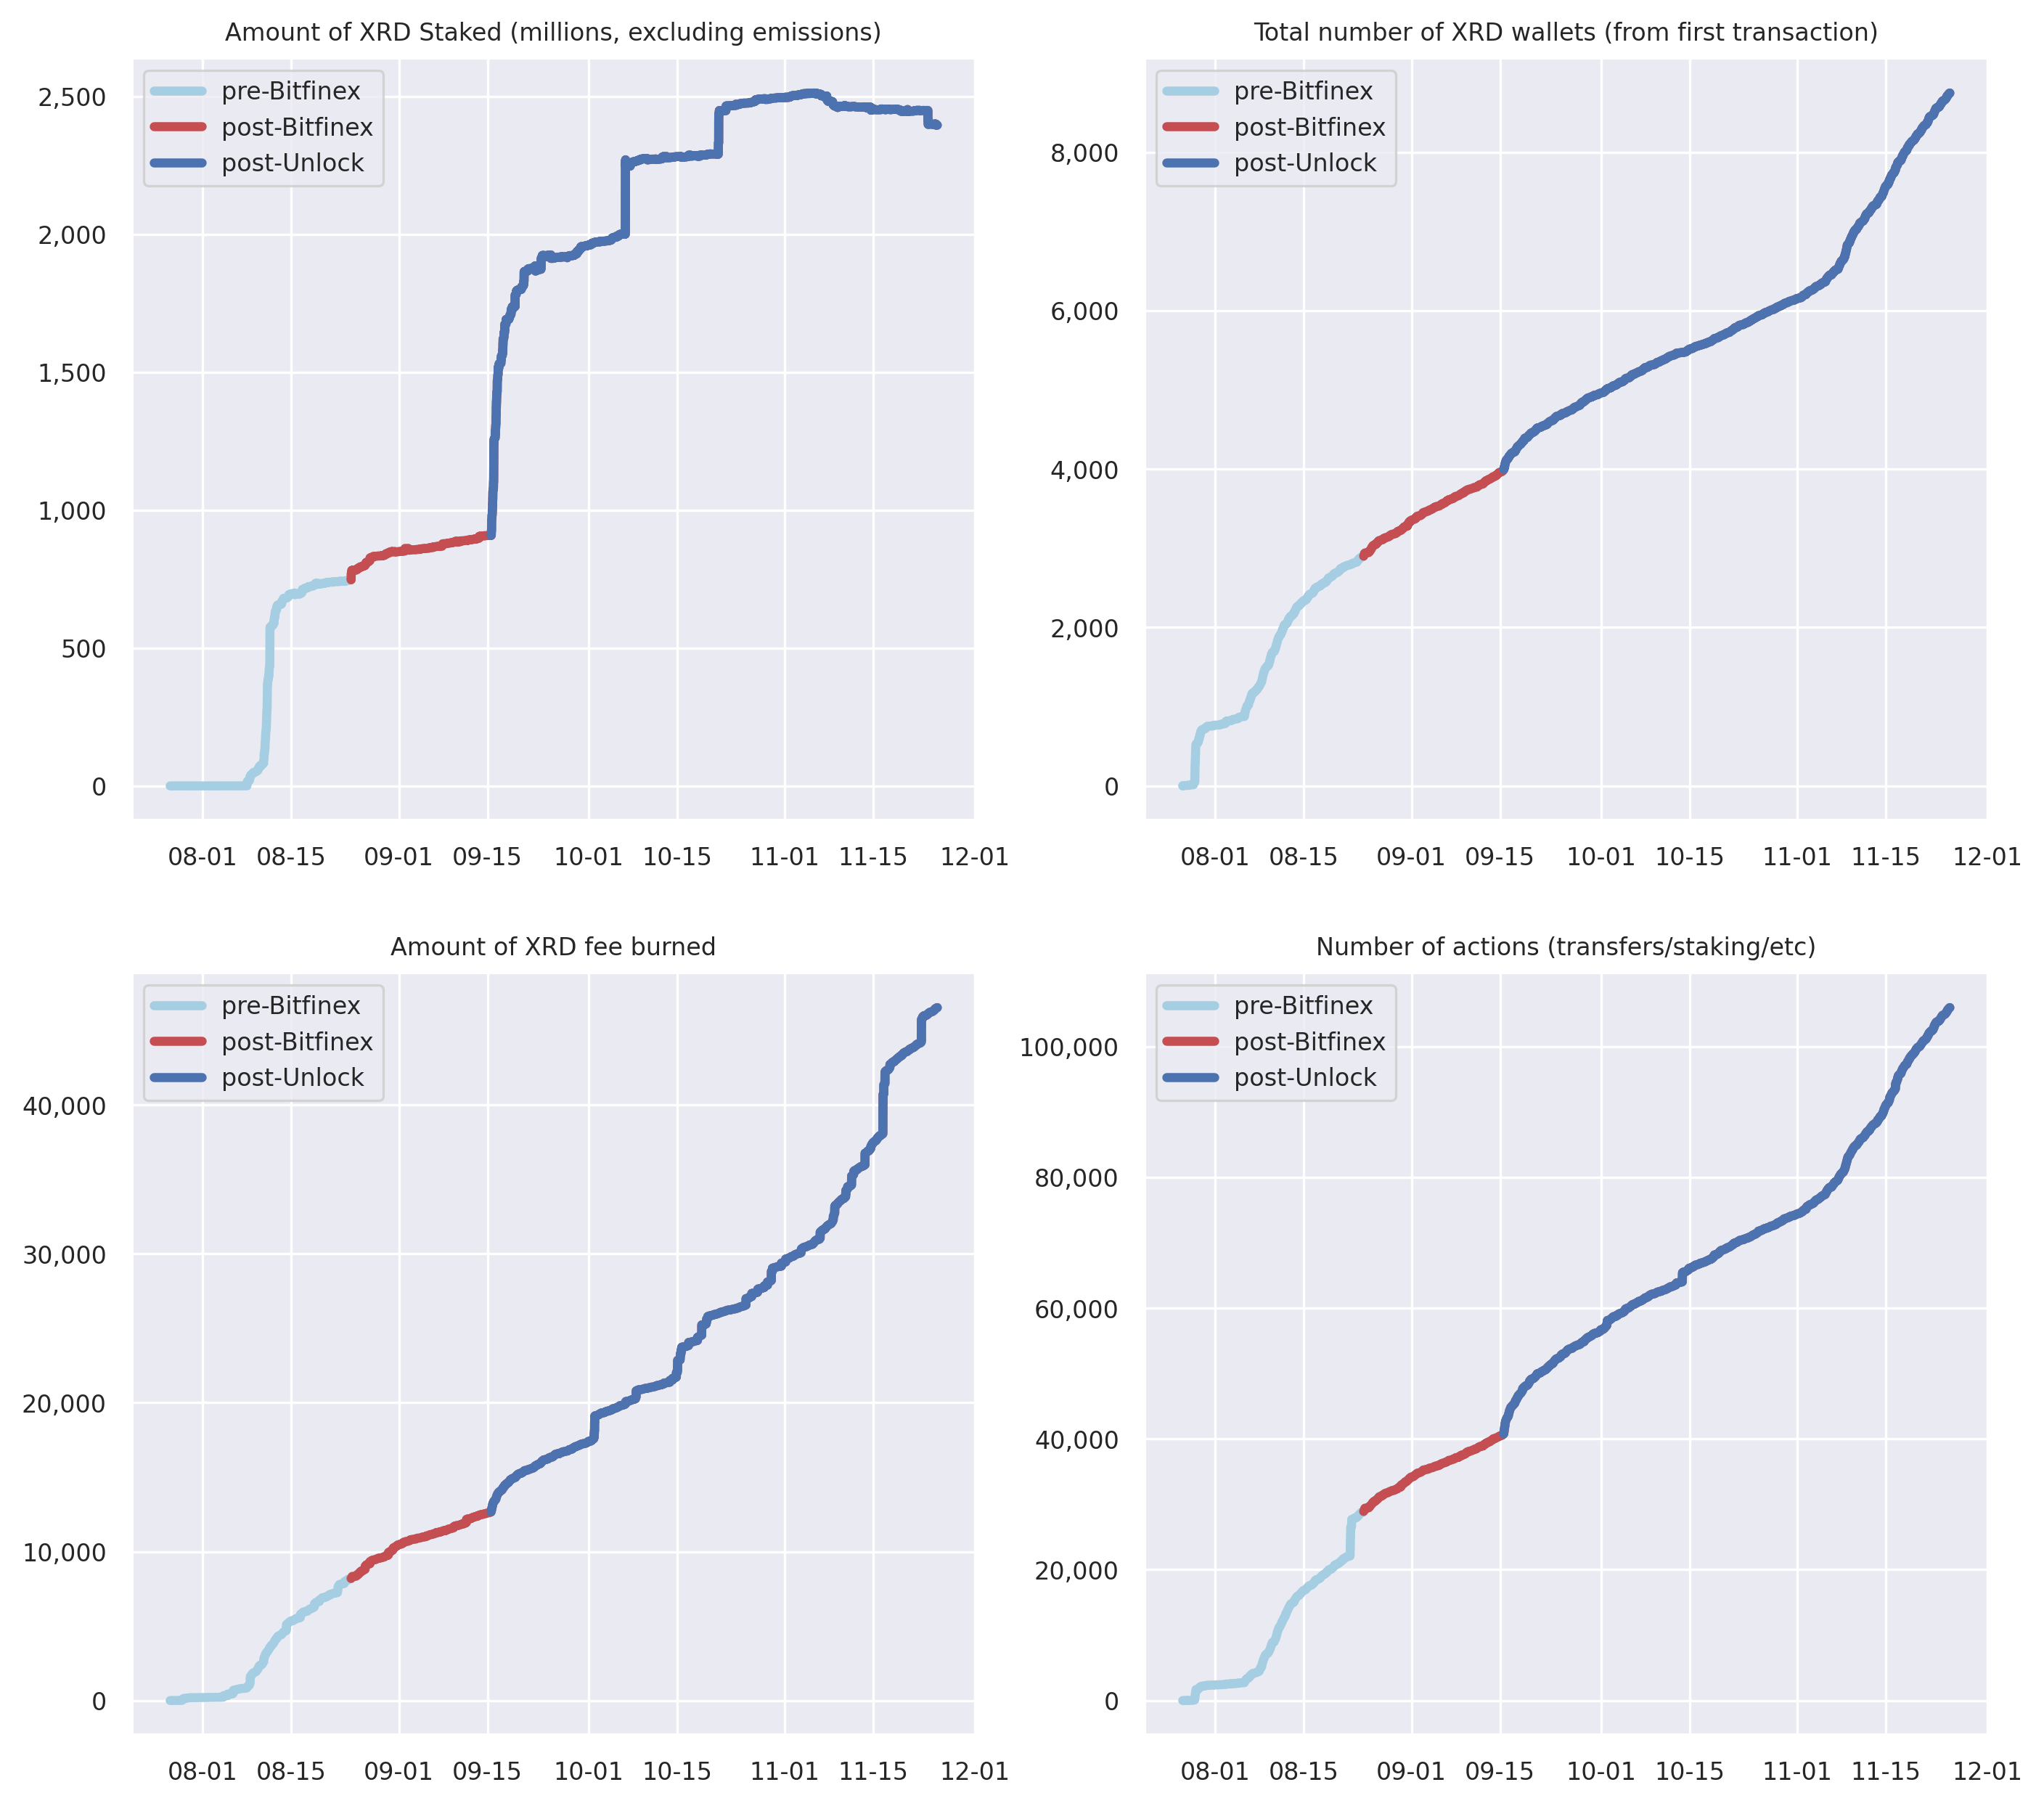 Amount of XRD Staked (millions, excluding emissions)
pre-Bitfinex
post-Bitfinex
post-Unlock
2,500
2,000
1,500
1,000
500
0
08-01 08-15 09-01 09-15 10-01 10-15 11-01 11-15 12-01
Total number of XRD wallets (from first transaction)
pre-Bitfinex
post-Bitfinex
post-Unlock
8,000
6,000
4,000
2,000
0
08-01 08-15 09-01 09-15 10-01 10-15 11-01 11-15 12-01
Amount of XRD fee burned
pre-Bitfinex
post-Bitfinex
post-Unlock
40,000
30,000
20,000
10,000
0
08-01 08-15 09-01 09-15 10-01 10-15 11-01 11-15 12-01
Number of actions (transfers/staking/etc)
pre-Bitfinex
post-Bitfinex
post-Unlock
100,000
80,000
60,000
40,000
20,000
0
08-01 08-15 09-01 09-15 10-01 10-15 11-01 11-15 12-01